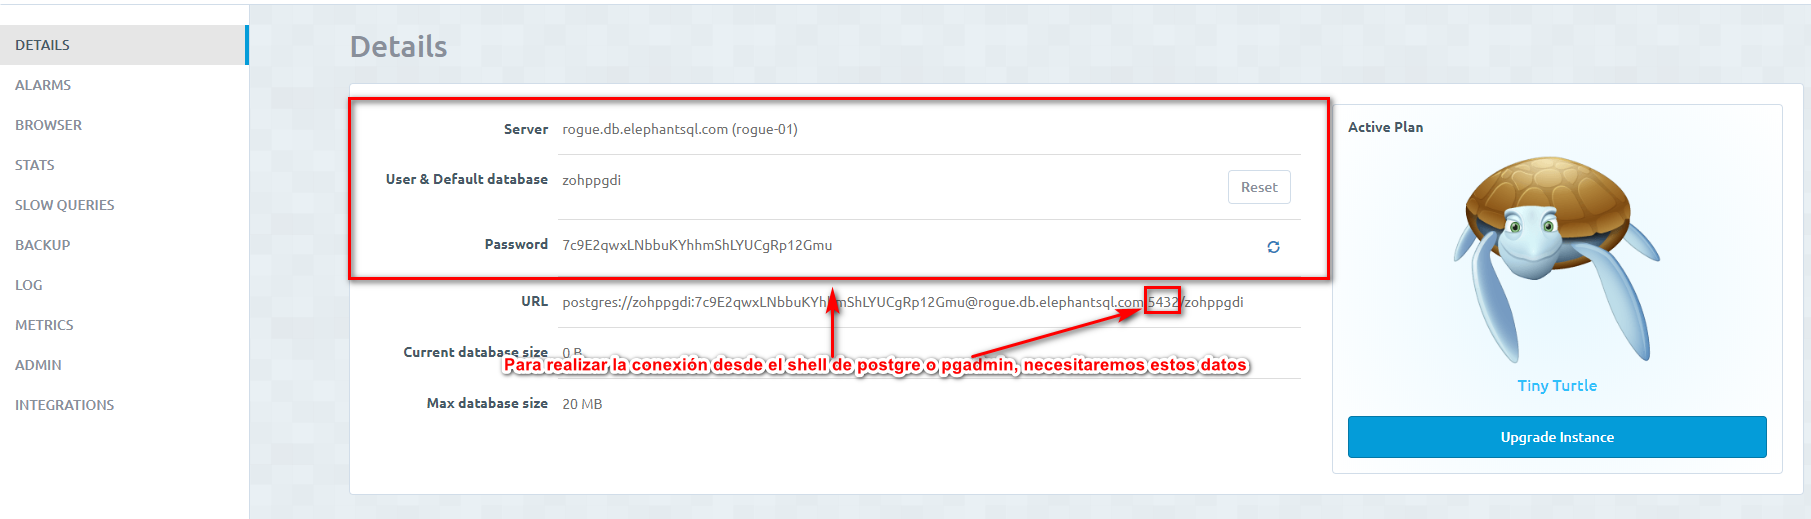 Details
DETAILS
ALARMS
BROWSER
STATS
SLOW QUERIES
BACKUP
LOG
METRICS
ADMIN
INTEGRATIONS
Server rogue.db.elephantsql.com (rogue-01)
User & Default database zohppgdi
Reset
Password 7c9E2qwxLNbbuKYhhmShLYUCgRp12Gmu
URL postgres://zohppgdi:7c9E2qwxLNbbuKYhhmShLYUCgRp12Gmu@rogue.db.elephantsql.com:5432/zohppgdi
Current database size 0 B
Para realizar la conexión desde el shell de postgre o pgadmin, necesitaremos estos datos
Max database size 20 MB
Active Plan
Tiny Turtle
Upgrade Instance